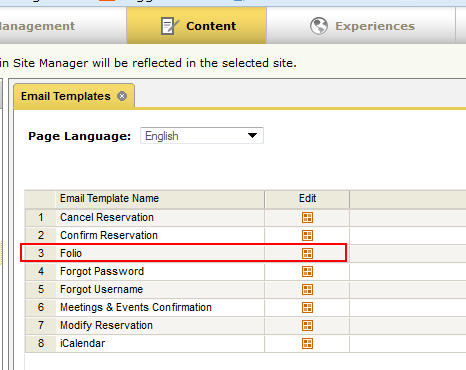 Management
Content
Experiences
in Site Manager will be reflected in the selected site.
Email Templates
Page Language: English
Email Template Name Edit
1 Cancel Reservation
2 Confirm Reservation
3 Folio
4 Forgot Password
5 Forgot Username
6 Meetings & Events Confirmation
7 Modify Reservation
8 iCalendar